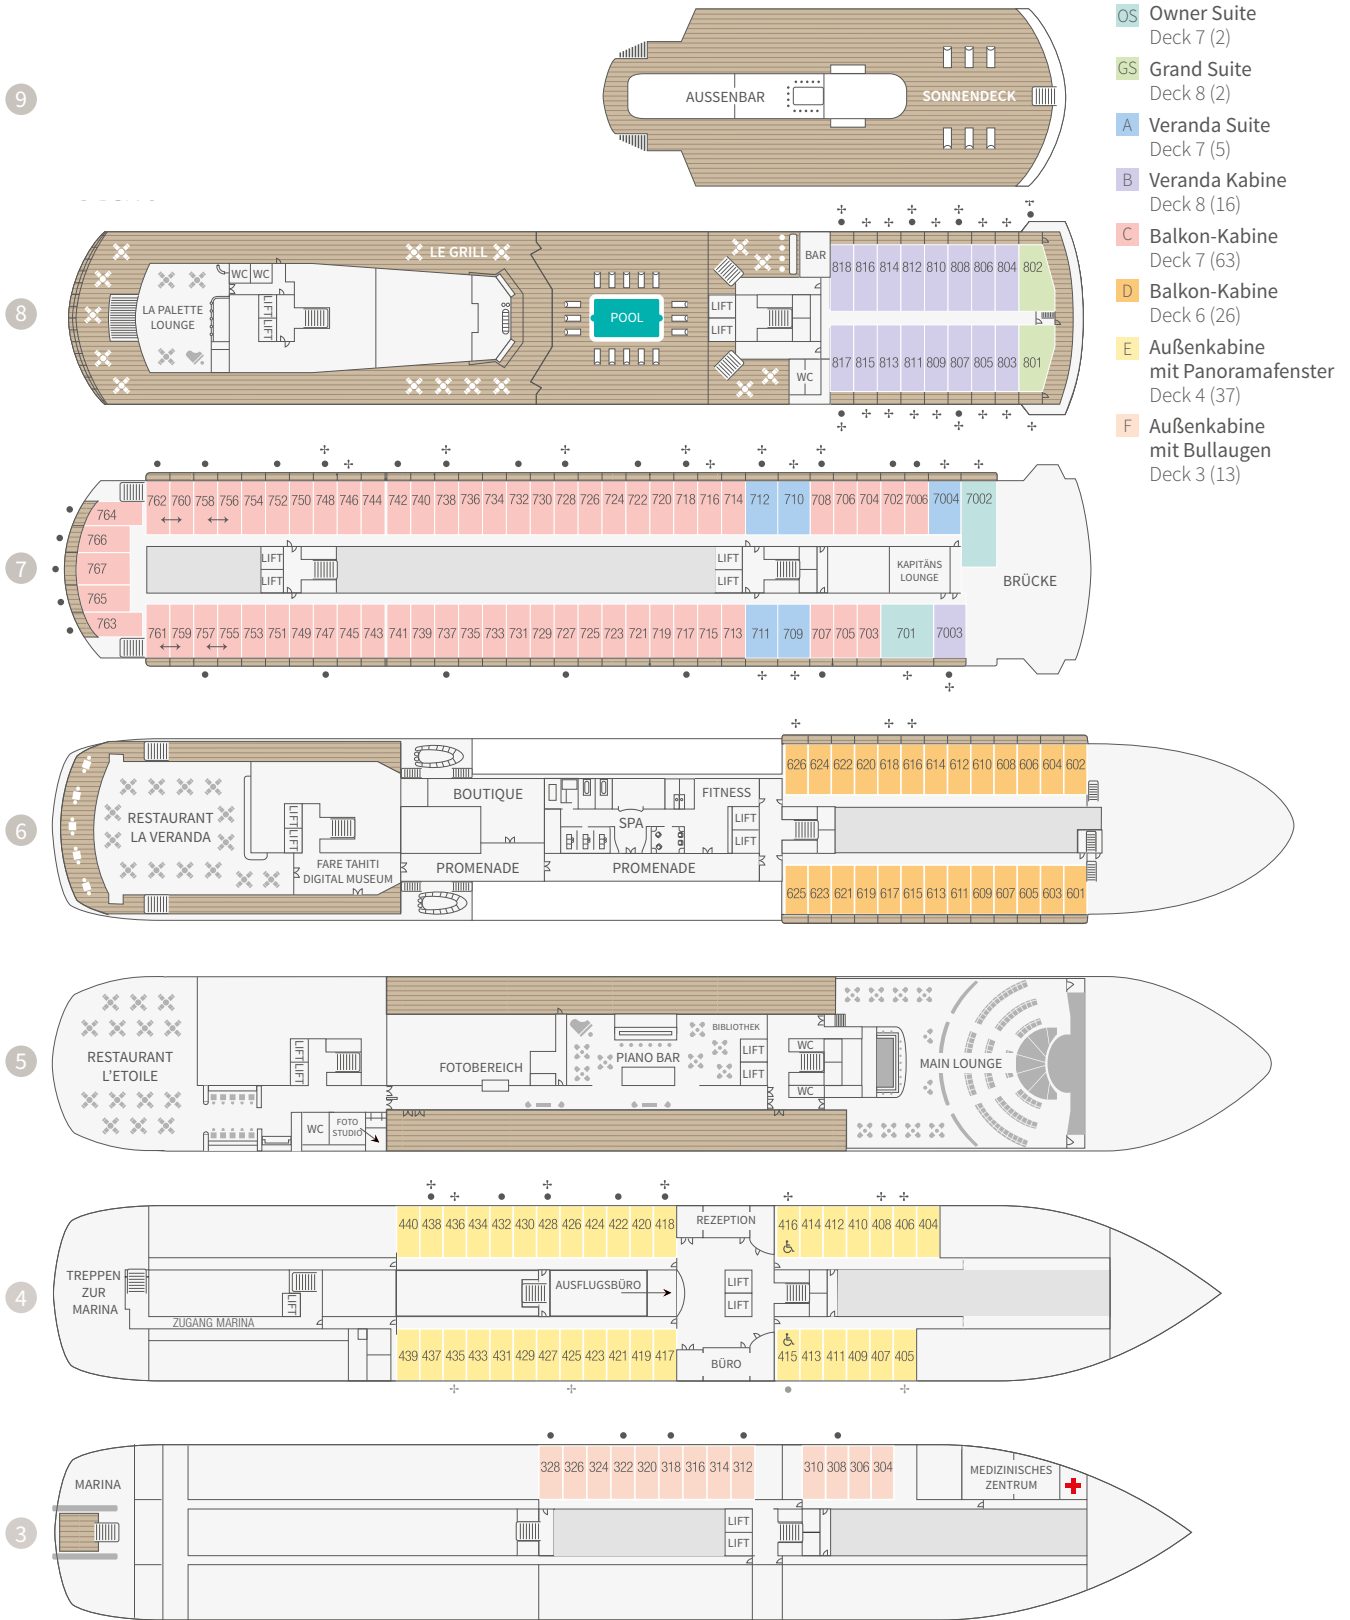 OS Owner Suite
Deck 7 (2)
GS Grand Suite
Deck 8 (2)
A Veranda Suite
Deck 7 (5)
B Veranda Kabine
Deck 8 (16)
C Balkon-Kabine
Deck 7 (63)
D Balkon-Kabine
Deck 6 (26)
E Außenkabine
mit Panoramafenster
Deck 4 (37)
F Außenkabine
mit Bullaugen
Deck 3 (13)
9
AUSSENBAR
SONNENDECK
8
LE GRILL
WC WC
LA PALETTE
LOUNGE
LIFT
LIFT
POOL
BAR
LIFT
LIFT
WC
818 816 814 812 810 808 806 804 802
817 815 813 811 809 807 805 803 801
7
762 760 758 756 754 752 750 748 746 744 742 740 738 736 734 732 730 728 726 724 722 720 718 716 714 712 710 708 706 704 702 7006 7004 7002
764
766
767
765
763
LIFT
LIFT
LIFT
LIFT
KAPITÄNS
LOUNGE
BRÜCKE
761 759 757 755 753 751 749 747 745 743 741 739 737 735 733 731 729 727 725 723 721 719 717 715 713 711 709 707 705 703 701 7003
6
RESTAURANT
LA VERANDA
LIFT
LIFT
FARE TAHITI
DIGITAL MUSEUM
BOUTIQUE
PROMENADE
SPA
FITNESS
LIFT
LIFT
PROMENADE
626 624 622 620 618 616 614 612 610 608 606 604 602
625 623 621 619 617 615 613 611 609 607 605 603 601
5
RESTAURANT
L'ETOILE
LIFT
LIFT
WC
FOTO
STUDIO
FOTOBEREICH
PIANO BAR
BIBLIOTHEK
LIFT
LIFT
WC
WC
MAIN LOUNGE
4
440 438 436 434 432 430 428 426 424 422 420 418
REZEPTION
416 414 412 410 408 406 404
TREPPEN
ZUR
MARINA
LIFT
ZUGANG MARINA
AUSFLUGSBÜRO
LIFT
LIFT
439 437 435 433 431 429 427 425 423 421 419 417
BÜRO
415 413 411 409 407 405
3
MARINA
328 326 324 322 320 318 316 314 312
310 308 306 304
MEDIZINISCHES
ZENTRUM
LIFT
LIFT